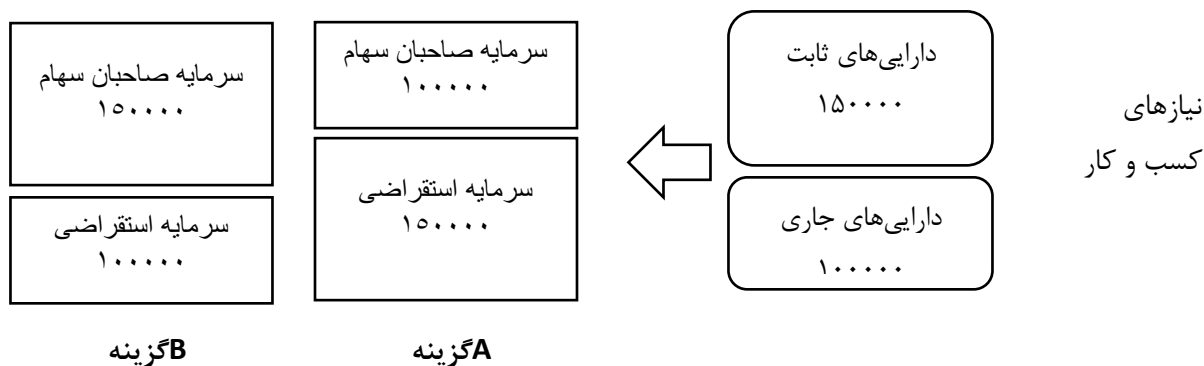 نیازهای
کسب و کار
دارایی‌های ثابت
۱۵۰۰۰۰
دارایی‌های جاری
۱۰۰۰۰۰
سرمایه صاحبان سهام
۱۰۰۰۰۰
سرمایه استقراضی
۱۵۰۰۰۰
گزینه A
سرمایه صاحبان سهام
۱۵۰۰۰۰
سرمایه استقراضی
۱۰۰۰۰۰
گزینه B